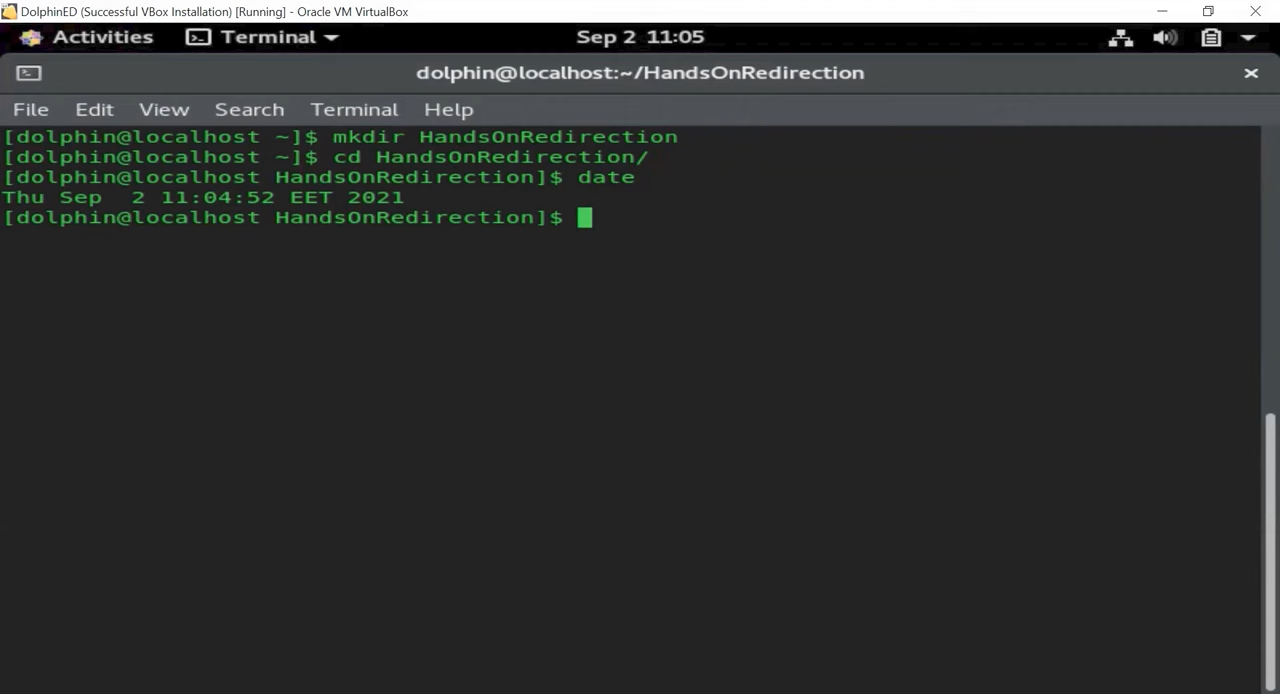 DolphinED (Successful VBox Installation) [Running] - Oracle VM VirtualBox
Activities Terminal Sep 2 11:05
dolphin@localhost:~/HandsOnRedirection
File Edit View Search Terminal Help
[dolphin@localhost ~]$ mkdir HandsOnRedirection
[dolphin@localhost ~]$ cd HandsOnRedirection/
[dolphin@localhost HandsOnRedirection]$ date
Thu Sep  2 11:04:52 EET 2021
[dolphin@localhost HandsOnRedirection]$